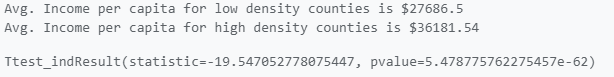 Avg. Income per capita for low density counties is $27686.5
Avg. Income per capita for high density counties is $36181.54
Ttest_indResult(statistic=-19.547052778075447, pvalue=5.478775762275457e-62)